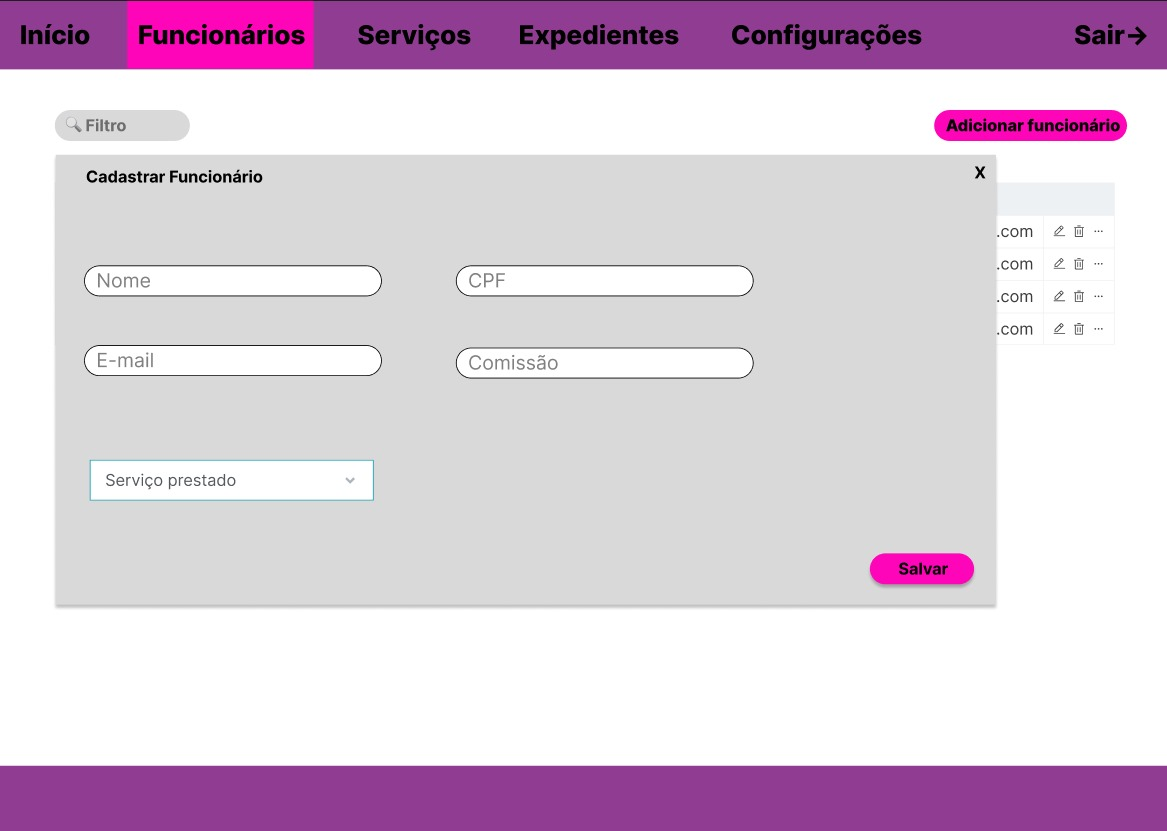 Início Funcionários Serviços Expedientes Configurações Sair→
Filtro Adicionar funcionário
Cadastrar Funcionário X
.com ...
Nome CPF
.com ...
.com ...
.com ...
E-mail Comissão
Serviço prestado
Salvar